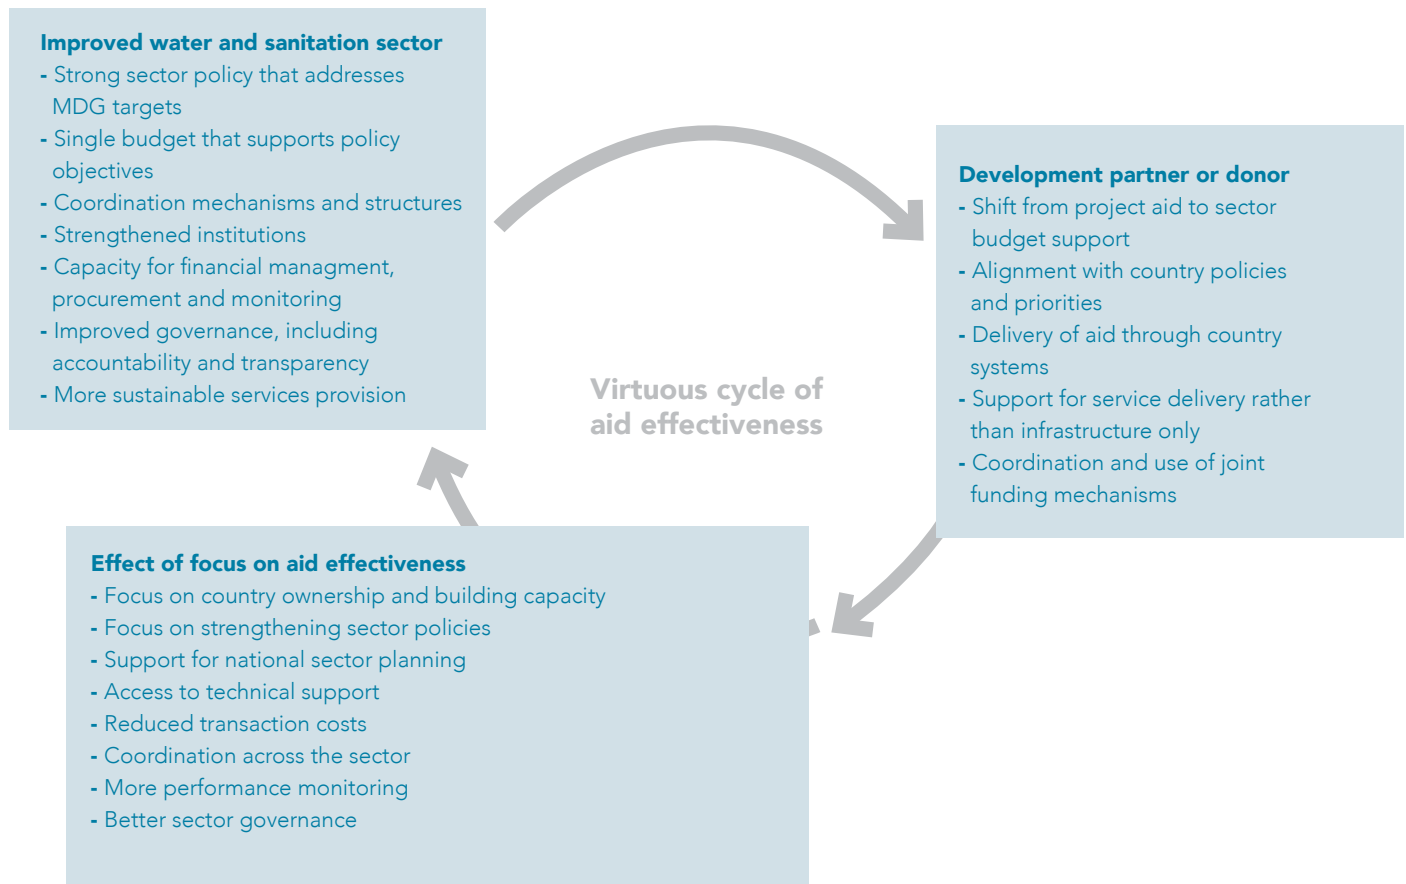 Improved water and sanitation sector
- Strong sector policy that addresses
MDG targets
- Single budget that supports policy
objectives
- Coordination mechanisms and structures
- Strengthened institutions
- Capacity for financial managment,
procurement and monitoring
- Improved governance, including
accountability and transparency
- More sustainable services provision
Development partner or donor
- Shift from project aid to sector
budget support
- Alignment with country policies
and priorities
- Delivery of aid through country
systems
- Support for service delivery rather
than infrastructure only
- Coordination and use of joint
funding mechanisms
Virtuous cycle of
aid effectiveness
Effect of focus on aid effectiveness
- Focus on country ownership and building capacity
- Focus on strengthening sector policies
- Support for national sector planning
- Access to technical support
- Reduced transaction costs
- Coordination across the sector
- More performance monitoring
- Better sector governance